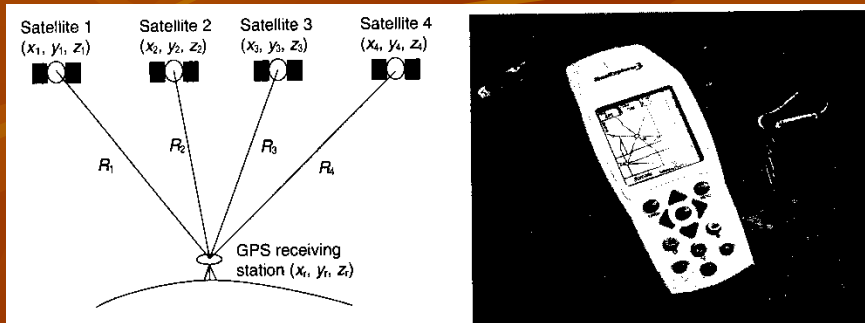 Satellite 1
(x₁, y₁, z₁)
Satellite 2
(x₂, y₂, z₂)
Satellite 3
(x₃, y₃, z₃)
Satellite 4
(x₄, y₄, z₄)
R₁
R₂
R₃
R₄
GPS receiving
station (xᵣ, yᵣ, zᵣ)